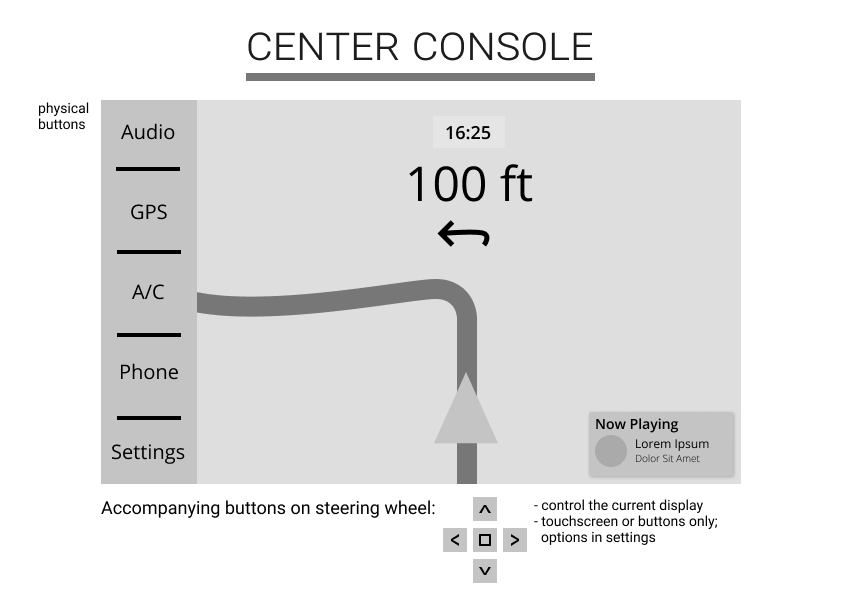 CENTER CONSOLE
physical
buttons
Audio
GPS
A/C
Phone
Settings
16:25
100 ft
Now Playing
Lorem Ipsum
Dolor Sit Amet
Accompanying buttons on steering wheel:
- control the current display
- touchscreen or buttons only;
options in settings